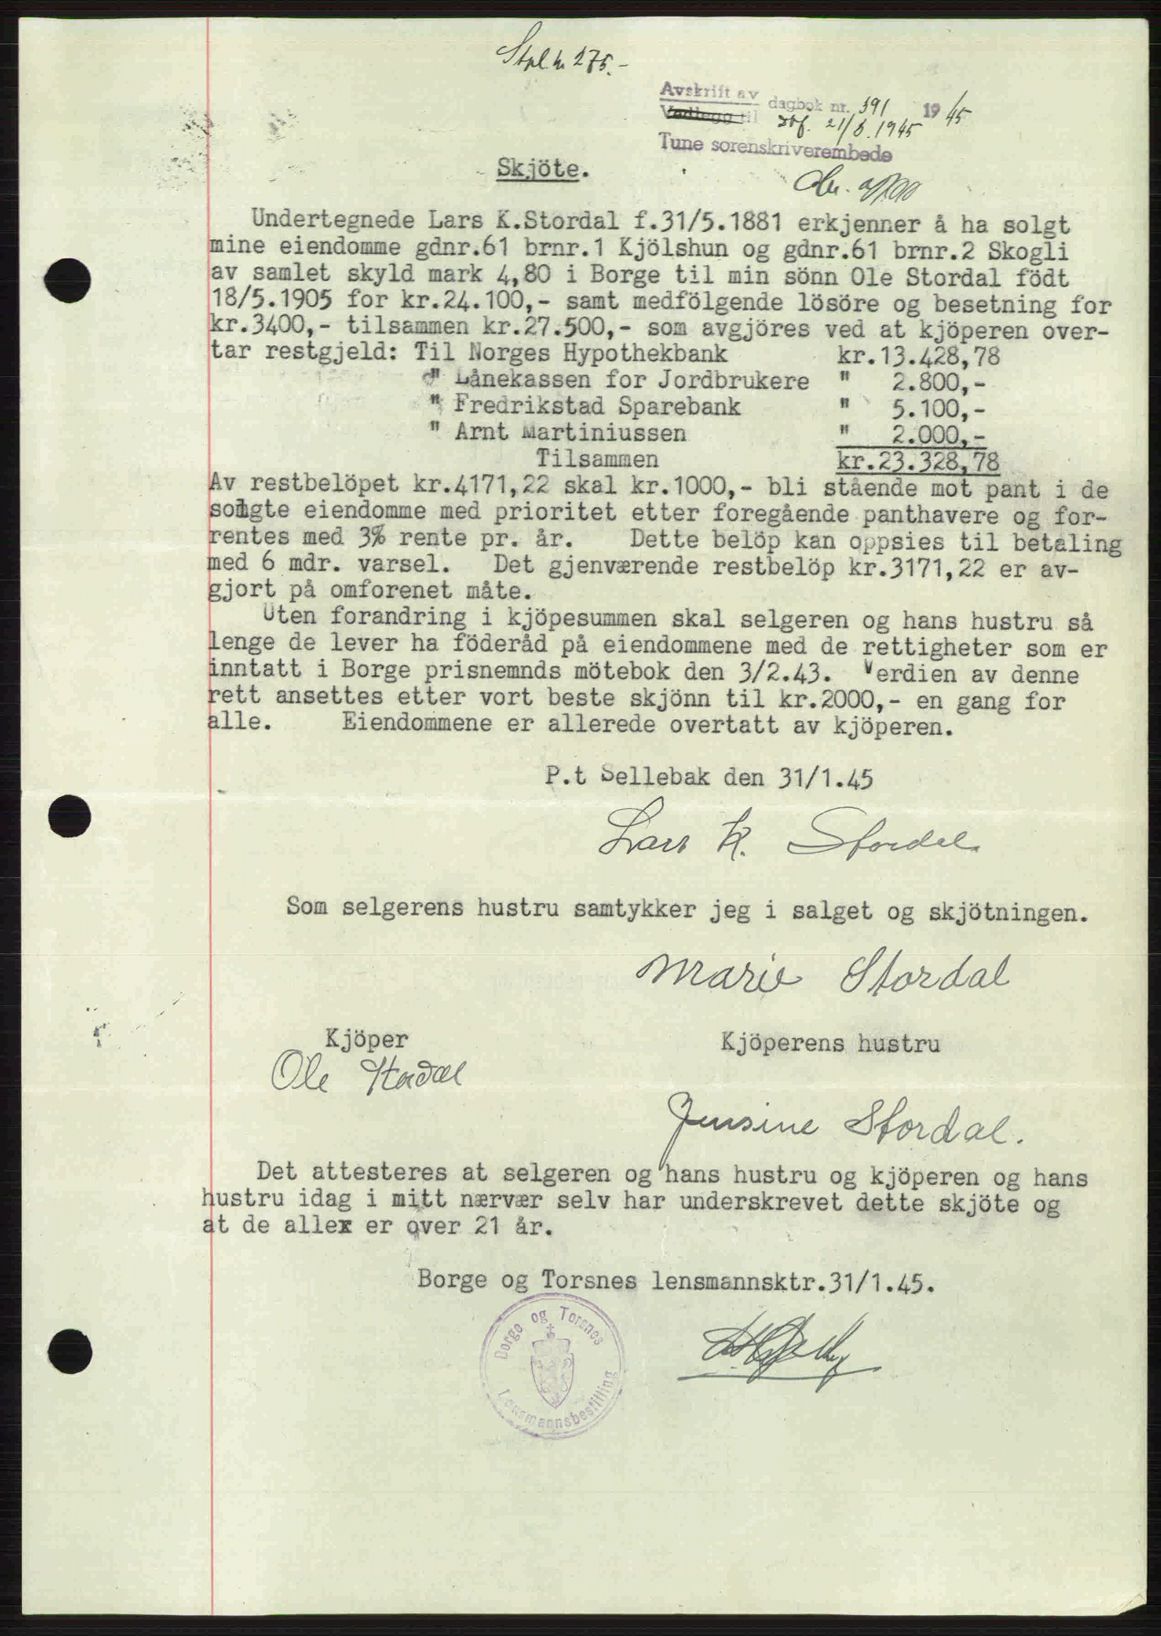 Stpl. kr 275.-
Avskrift av
Vedlegg til dagbok nr. 391 1945
Dbf. 21/6.1945
Tune sorenskriverembede
Skjöte.
Undertegnede Lars K.Stordal f.31/5.1881 erkjenner å ha solgt
mine eiendomme gdnr.61 brnr.1 Kjölshun og gdnr.61 brnr.2 Skogli
av samlet skyld mark 4,80 i Borge til min sönn Ole Stordal födt
18/5.1905 for kr.24.100,- samt medfölgende lösöre og besetning for
kr.3400,- tilsammen kr.27.500,- som avgjöres ved at kjöperen over-
tar restgjeld: Til Norges Hypothekbank kr.13.428,78
" Lånekassen for Jordbrukere " 2.800,-
" Fredrikstad Sparebank " 5.100,-
" Arnt Martiniussen " 2.000,-
Tilsammen kr.23.328,78
Av restbelöpet kr.4171,22 skal kr.1000,- bli stående mot pant i de
solgte eiendomme med prioritet etter foregående panthavere og for-
rentes med 3% rente pr. år. Dette belöp kan oppsies til betaling
med 6 mdr. varsel. Det gjenværende restbelöp kr.3171,22 er av-
gjort på omforenet måte.
Uten forandring i kjöpesummen skal selgeren og hans hustru så
lenge de lever ha föderåd på eiendommene med de rettigheter som er
inntatt i Borge prisnemnds mötebok den 3/2.43. Verdien av denne
rett ansettes etter vort beste skjönn til kr.2000,- en gang for
alle. Eiendommene er allerede overtatt av kjöperen.
P.t Sellebak den 31/1.45
Lars K. Stordal
Som selgerens hustru samtykker jeg i salget og skjötningen.
Marie Stordal
Kjöper Kjöperens hustru
Ole Stordal
Jensine Stordal.
Det attesteres at selgeren og hans hustru og kjöperen og hans
hustru idag i mitt nærvær selv har underskrevet dette skjöte og
at de allex er over 21 år.
Borge og Torsnes lensmannsktr.31/1.45.
Borge og Torsnes
Lensmannsbestilling